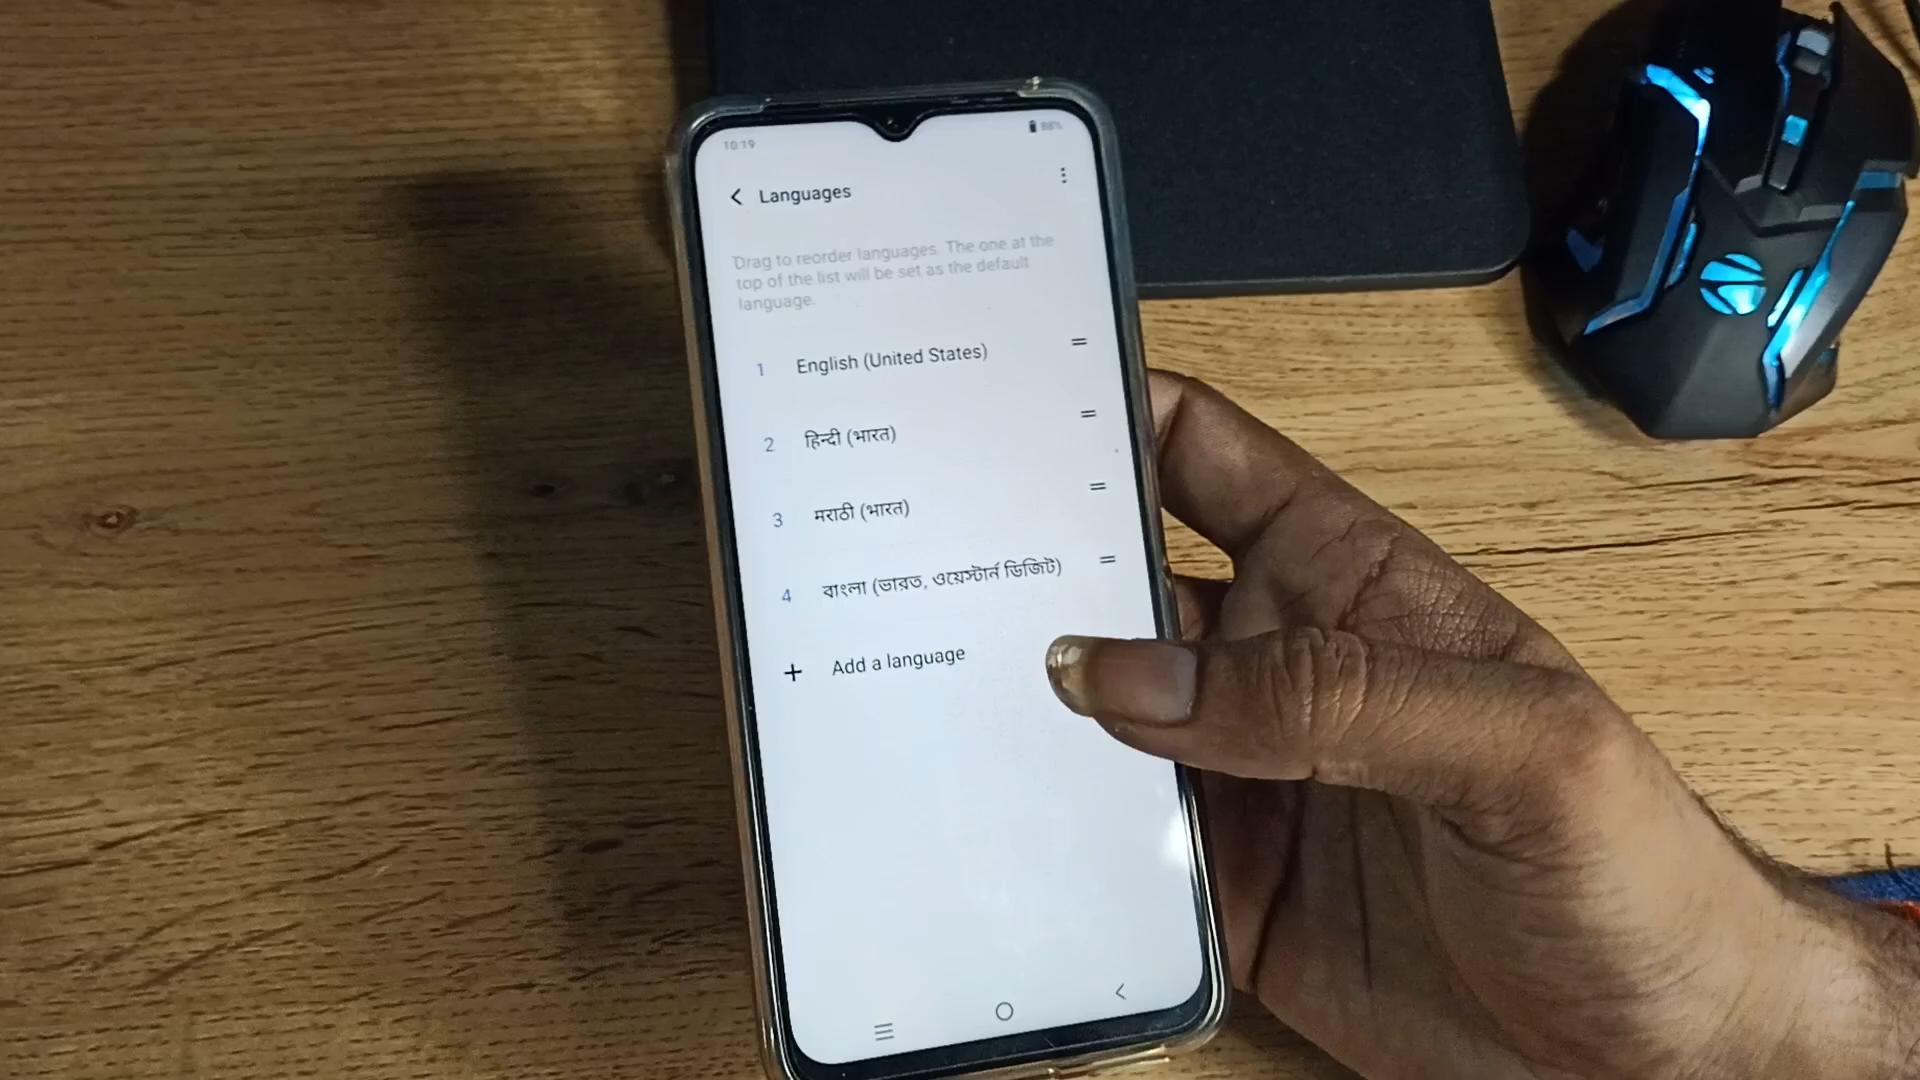 10:19
88%
Languages
Drag to reorder languages. The one at the
top of the list will be set as the default
language.
1 English (United States)
2 हिन्दी (भारत)
3 मराठी (भारत)
4 বাংলা (ভারত, ওয়েস্টার্ন ডিজিট)
+ Add a language